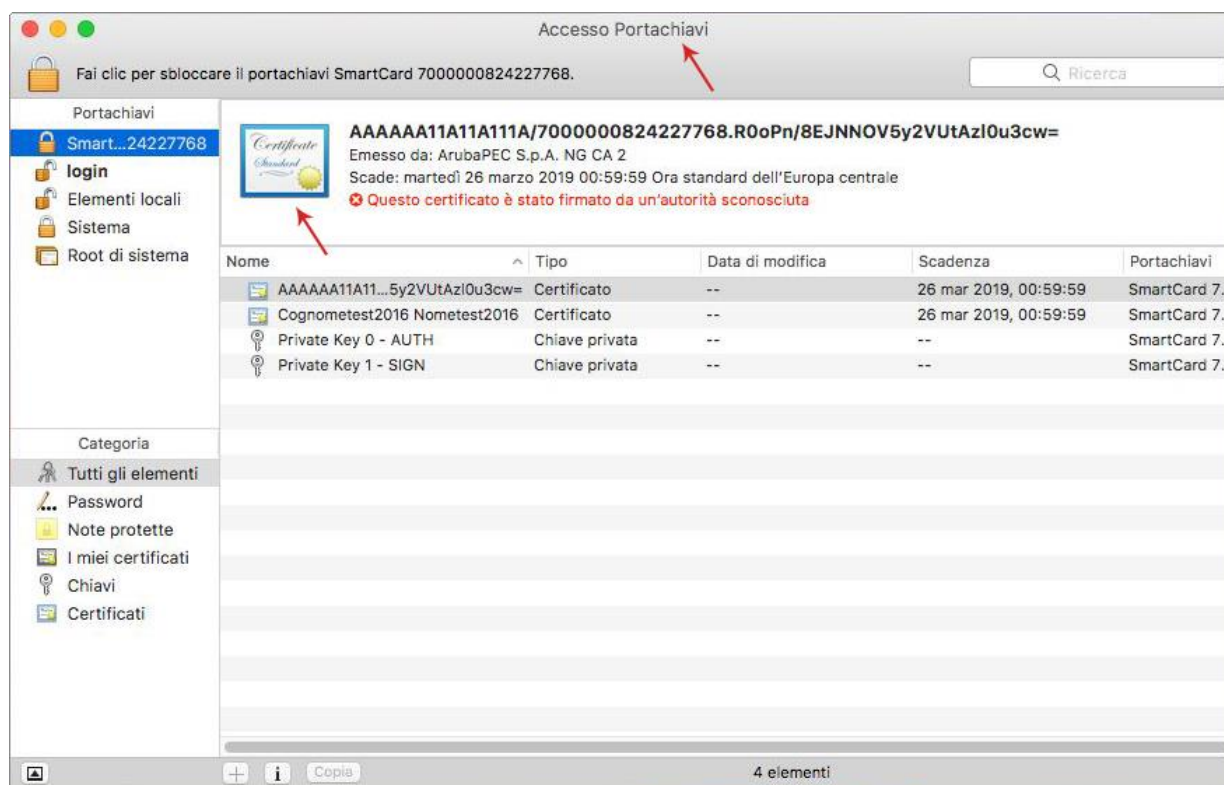 Accesso Portachiavi
Fai clic per sbloccare il portachiavi SmartCard 7000000824227768.
Ricerca
Portachiavi
Smart...24227768
login
Elementi locali
Sistema
Root di sistema
Certificate
Standard
AAAAAA11A11A111A/7000000824227768.R0oPn/8EJNNOV5y2VUtAzl0u3cw=
Emesso da: ArubaPEC S.p.A. NG CA 2
Scade: martedì 26 marzo 2019 00:59:59 Ora standard dell'Europa centrale
Questo certificato è stato firmato da un'autorità sconosciuta
Nome Tipo Data di modifica Scadenza Portachiavi
AAAAAA11A11...5y2VUtAzl0u3cw= Certificato -- 26 mar 2019, 00:59:59 SmartCard 7.
Cognometest2016 Nometest2016 Certificato -- 26 mar 2019, 00:59:59 SmartCard 7.
Private Key 0 - AUTH Chiave privata -- -- SmartCard 7.
Private Key 1 - SIGN Chiave privata -- -- SmartCard 7.
Categoria
Tutti gli elementi
Password
Note protette
I miei certificati
Chiavi
Certificati
Copia
4 elementi